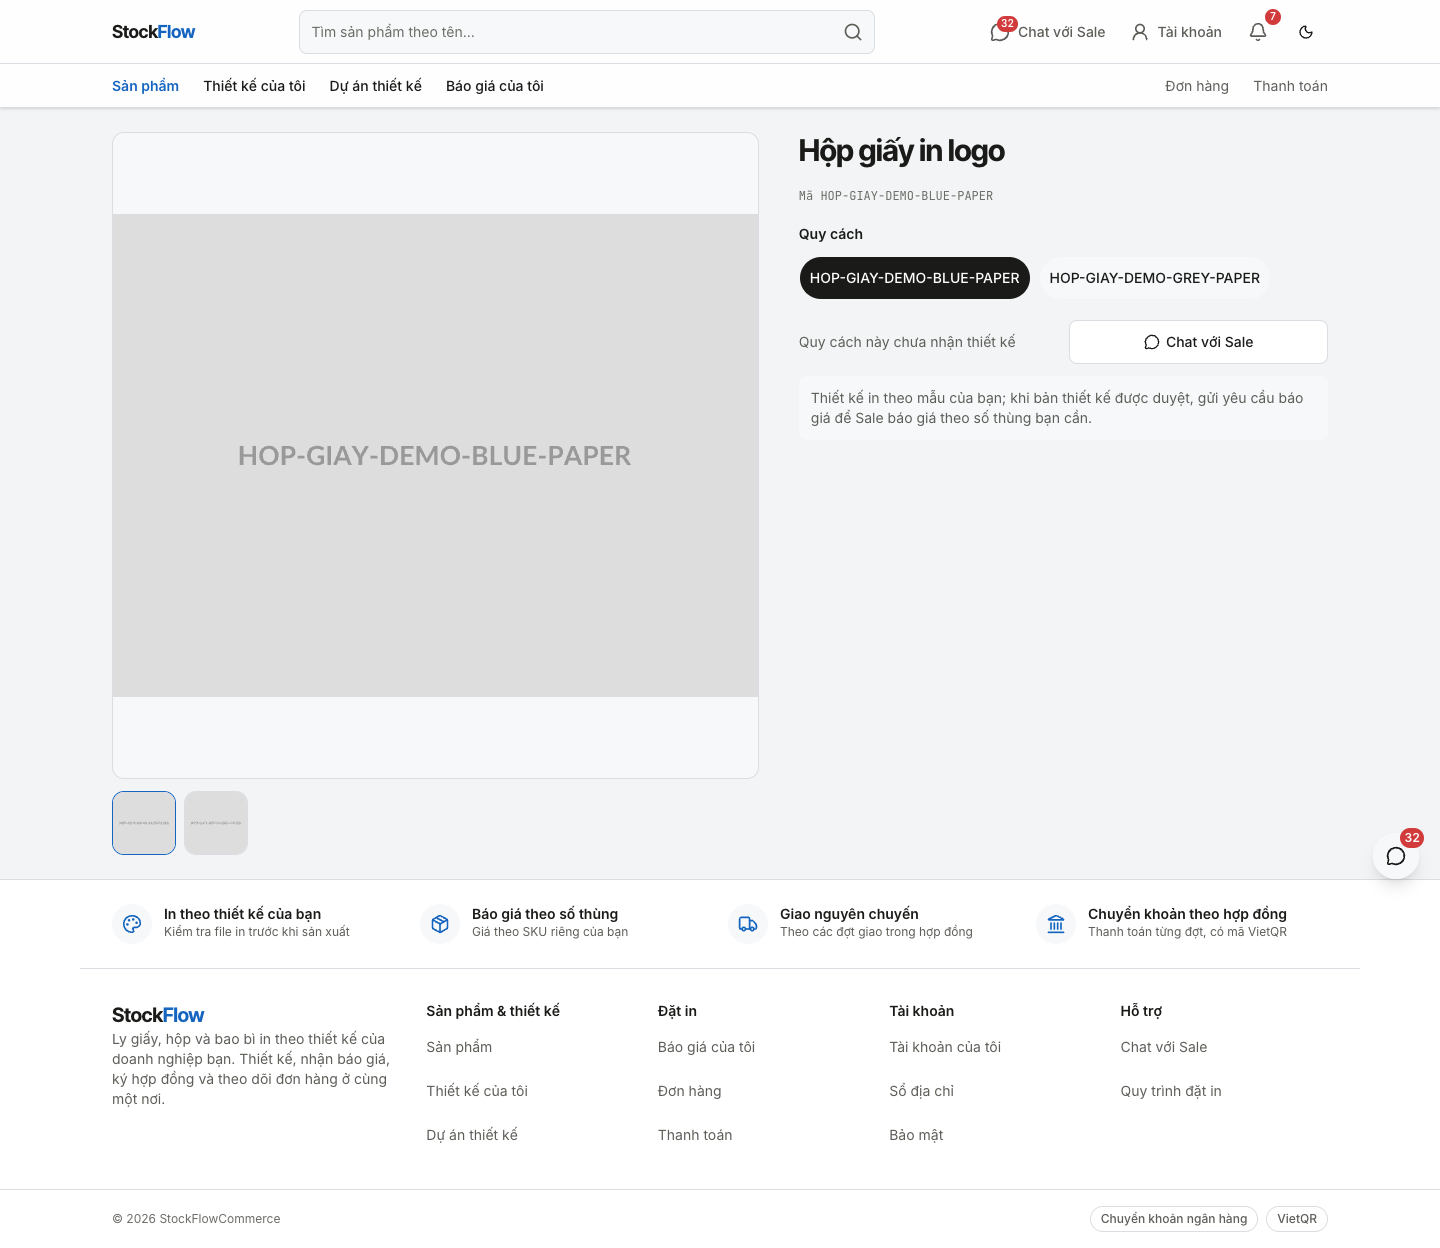 StockFlow
Tìm sản phẩm theo tên...
32
Chat với Sale
Tài khoản
7
Sản phẩm
Thiết kế của tôi
Dự án thiết kế
Báo giá của tôi
Đơn hàng
Thanh toán
HOP-GIAY-DEMO-BLUE-PAPER
Hộp giấy in logo
Mã HOP-GIAY-DEMO-BLUE-PAPER
Quy cách
HOP-GIAY-DEMO-BLUE-PAPER
HOP-GIAY-DEMO-GREY-PAPER
Quy cách này chưa nhận thiết kế
Chat với Sale
Thiết kế in theo mẫu của bạn; khi bản thiết kế được duyệt, gửi yêu cầu báo
giá để Sale báo giá theo số thùng bạn cần.
32
In theo thiết kế của bạn
Kiểm tra file in trước khi sản xuất
Báo giá theo số thùng
Giá theo SKU riêng của bạn
Giao nguyên chuyến
Theo các đợt giao trong hợp đồng
Chuyển khoản theo hợp đồng
Thanh toán từng đợt, có mã VietQR
StockFlow
Ly giấy, hộp và bao bì in theo thiết kế của
doanh nghiệp bạn. Thiết kế, nhận báo giá,
ký hợp đồng và theo dõi đơn hàng ở cùng
một nơi.
Sản phẩm & thiết kế
Sản phẩm
Thiết kế của tôi
Dự án thiết kế
Đặt in
Báo giá của tôi
Đơn hàng
Thanh toán
Tài khoản
Tài khoản của tôi
Sổ địa chỉ
Bảo mật
Hỗ trợ
Chat với Sale
Quy trình đặt in
© 2026 StockFlowCommerce
Chuyển khoản ngân hàng
VietQR